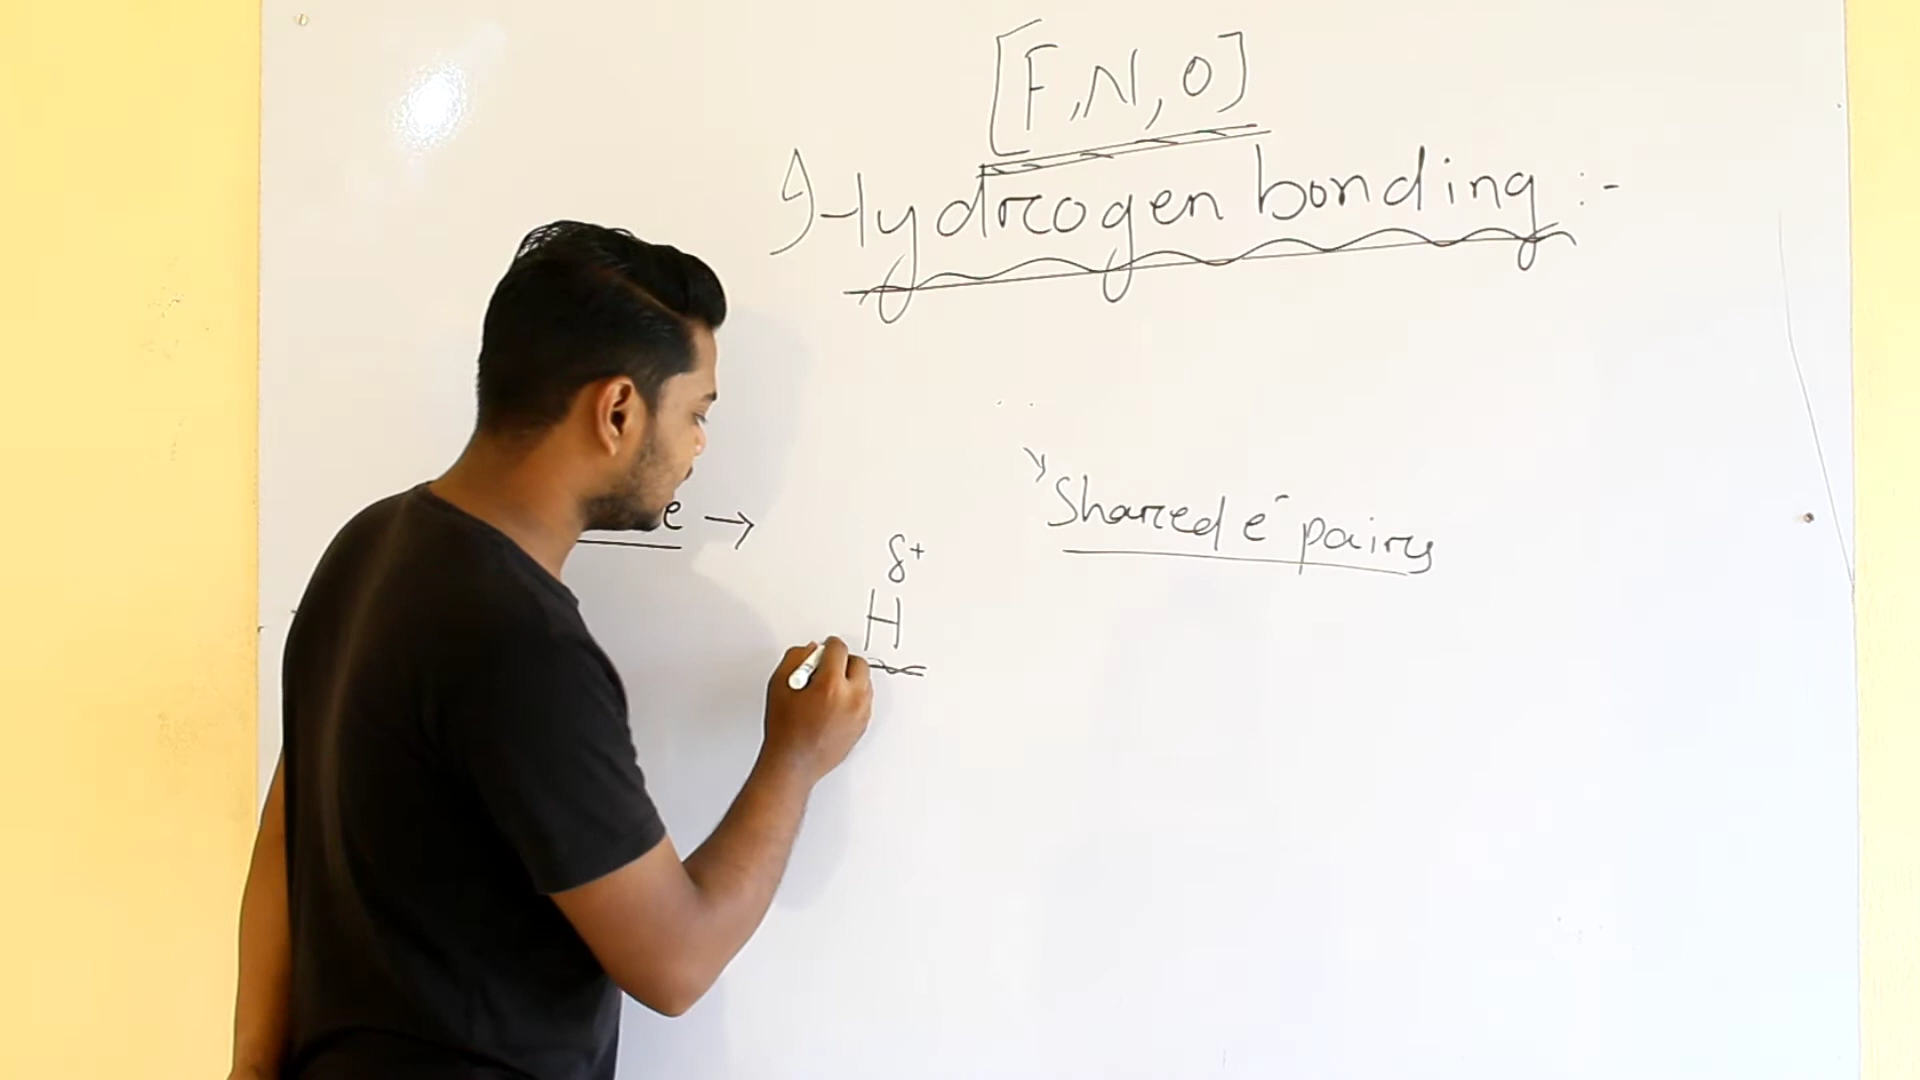 [F, N, O]
Hydrogen bonding :-
Shared e⁻ pairs
e →
δ+
H